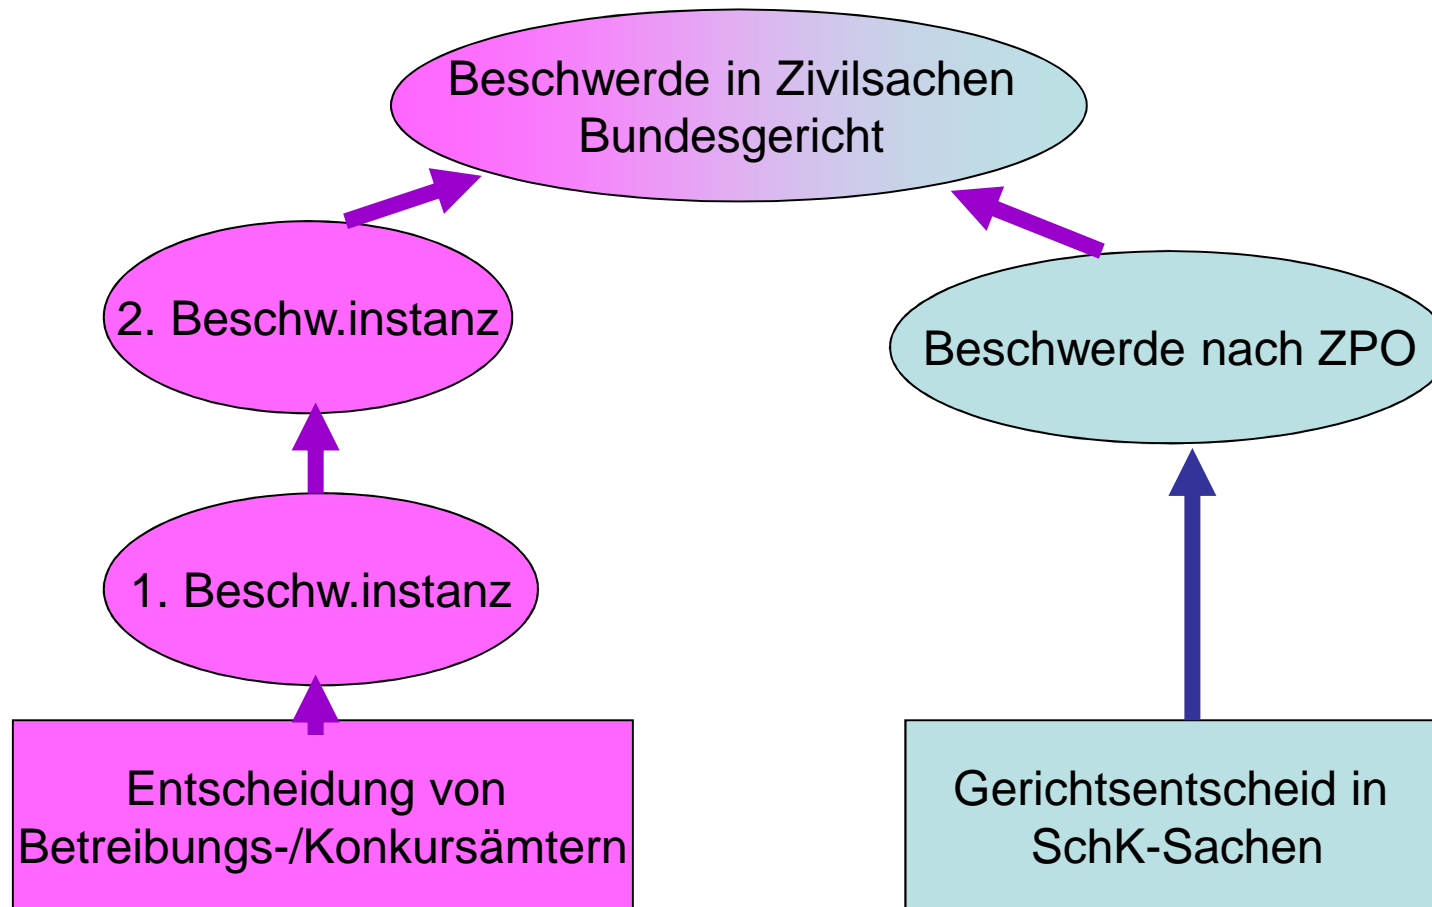 Beschwerde in Zivilsachen
Bundesgericht
2. Beschw.instanz
Beschwerde nach ZPO
1. Beschw.instanz
Entscheidung von
Betreibungs-/Konkursämtern
Gerichtsentscheid in
SchK-Sachen